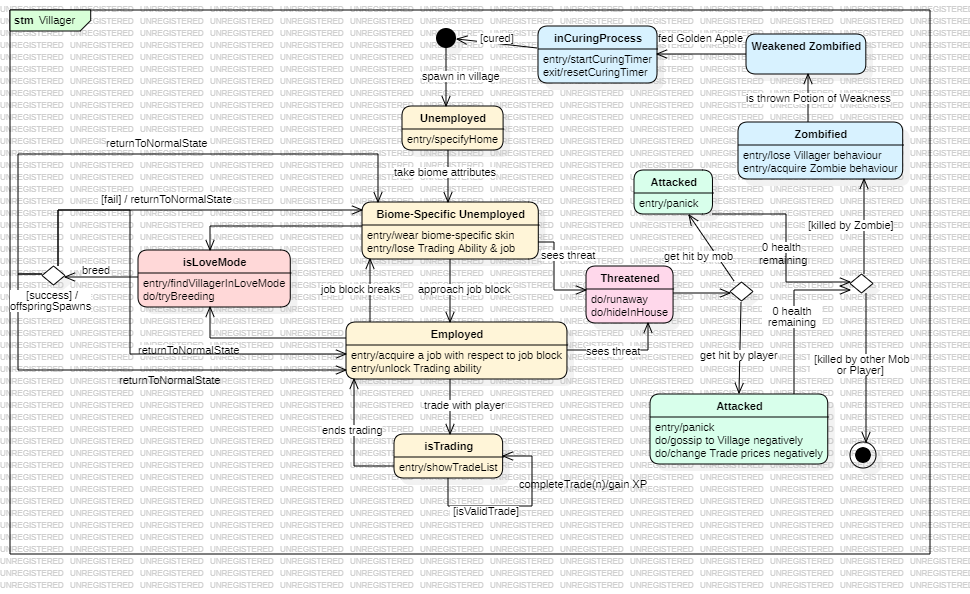 stm Villager
[cured]
inCuringProcess
entry/startCuringTimer
exit/resetCuringTimer
fed Golden Apple
Weakened Zombified
spawn in village
is thrown Potion of Weakness
Unemployed
entry/specifyHome
Zombified
entry/lose Villager behaviour
entry/acquire Zombie behaviour
returnToNormalState
take biome attributes
Attacked
entry/panick
[fail] / returnToNormalState
Biome-Specific Unemployed
entry/wear biome-specific skin
entry/lose Trading Ability & job
[killed by Zombie]
sees threat
get hit by mob
0 health
remaining
isLoveMode
entry/findVillagerInLoveMode
do/tryBreeding
breed
[success] /
offspringSpawns
Threatened
do/runaway
do/hideInHouse
job block breaks
approach job block
0 health
remaining
Employed
entry/acquire a job with respect to job block
entry/unlock Trading ability
returnToNormalState
sees threat
get hit by player
[killed by other Mob
or Player]
returnToNormalState
trade with player
Attacked
entry/panick
do/gossip to Village negatively
do/change Trade prices negatively
ends trading
isTrading
entry/showTradeList
completeTrade(n)/gain XP
[isValidTrade]
UNREGISTERED